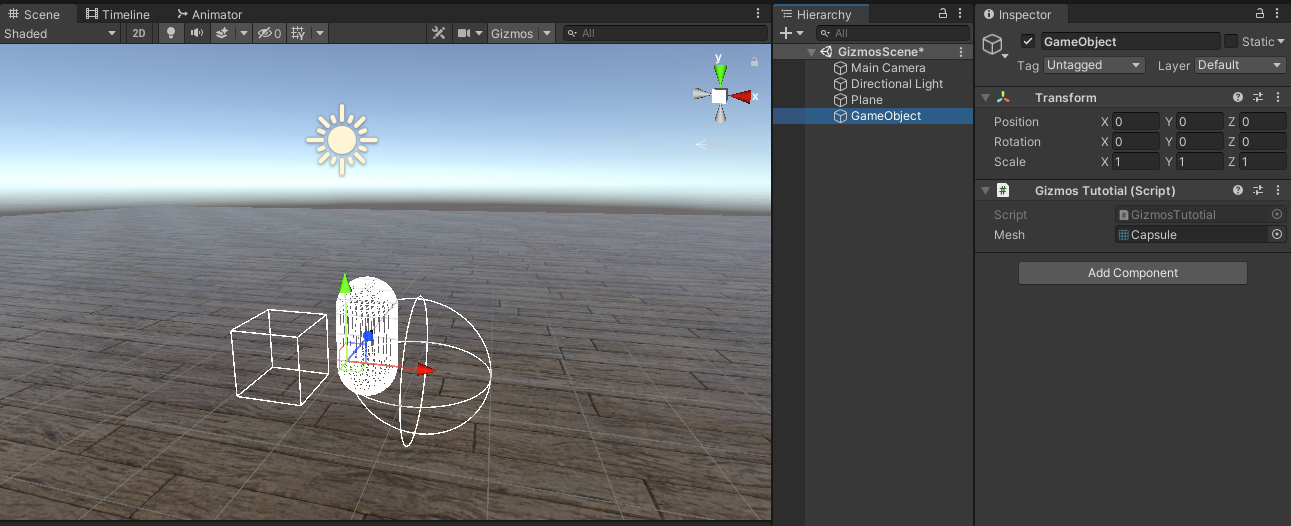 Scene Timeline Animator
Shaded 2D 0 Gizmos All
y
x
Hierarchy
All
GizmosScene*
Main Camera
Directional Light
Plane
GameObject
Inspector
GameObject Static
Tag Untagged Layer Default
Transform
Position X 0 Y 0 Z 0
Rotation X 0 Y 0 Z 0
Scale X 1 Y 1 Z 1
# Gizmos Tutotial (Script)
Script GizmosTutotial
Mesh Capsule
Add Component